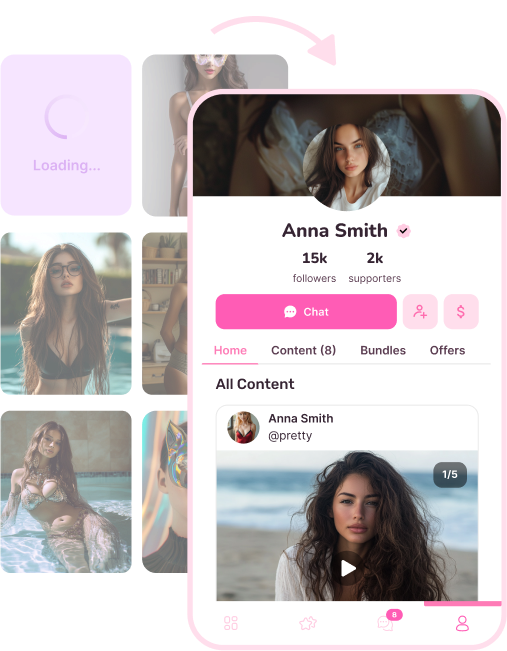 Loading...
Anna Smith
15k
2k
followers
supporters
Chat
$
Home
Content (8)
Bundles
Offers
All Content
Anna Smith
@pretty
1/5
8